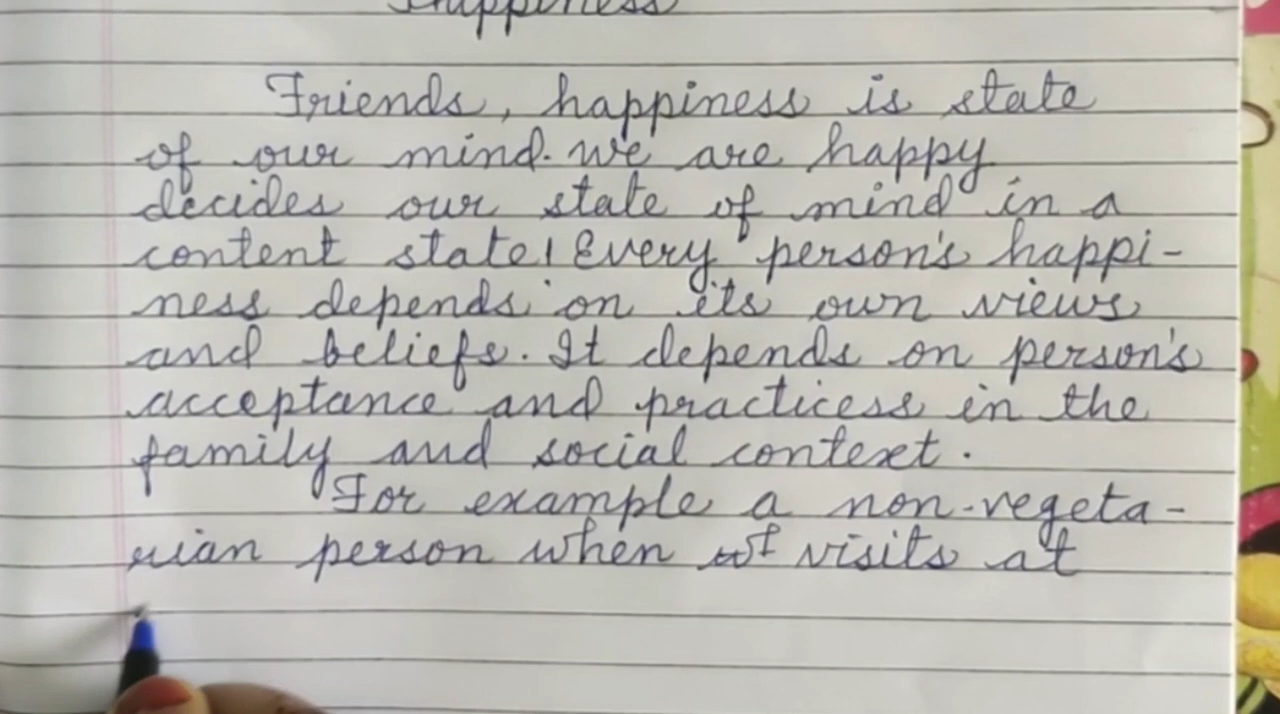 Happiness
Friends, happiness is state
of our mind. we are happy
decides our state of mind in a
content state! Every person's happi-
ness depends on its own views
and beliefs. It depends on person's
acceptance and practicess in the
family and social context.
For example a non-vegeta-
rian person when visits at